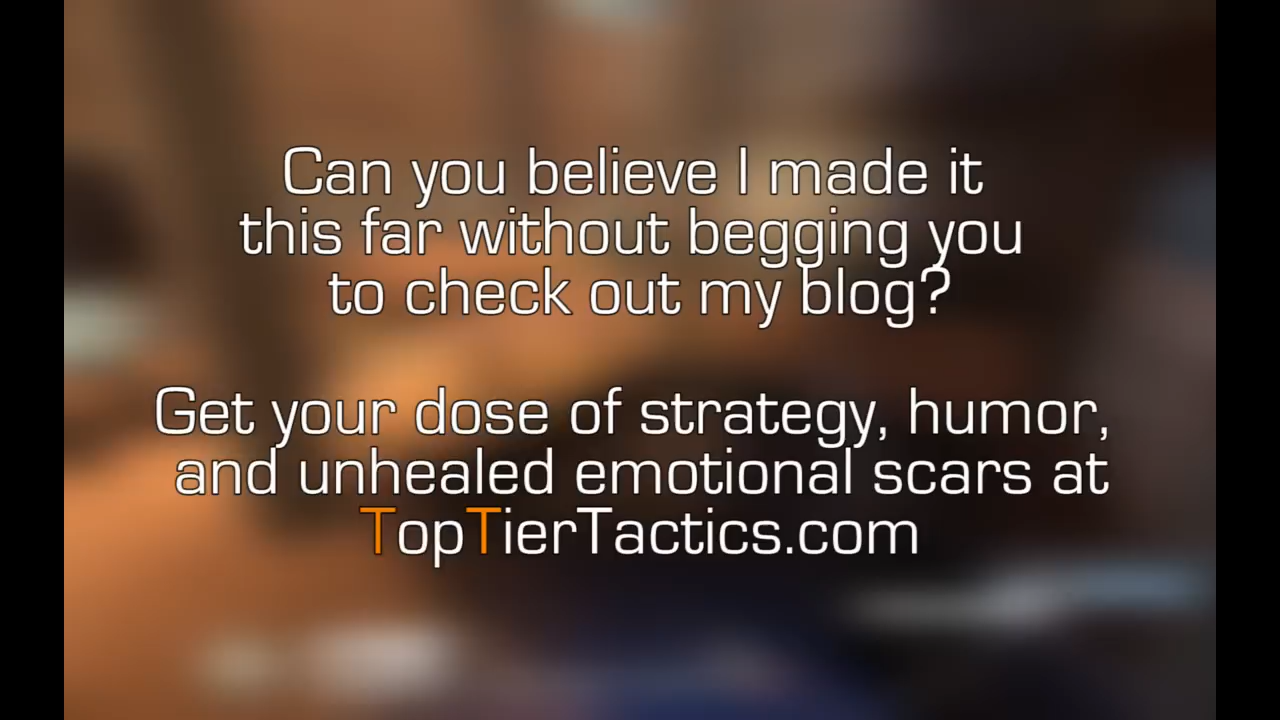 Can you believe I made it
this far without begging you
to check out my blog?
Get your dose of strategy, humor,
and unhealed emotional scars at
TopTierTactics.com